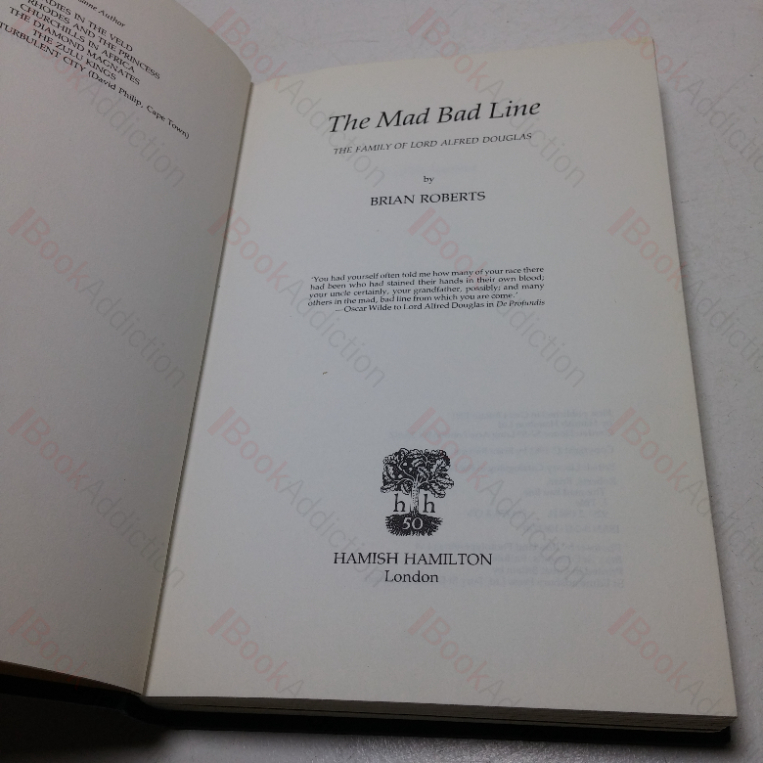 same Author
LADIES IN THE VELD
RHODES AND THE PRINCESS
CHURCHILLS IN AFRICA
THE DIAMOND MAGNATES
THE ZULU KINGS
TURBULENT CITY (David Philip, Cape Town)
The Mad Bad Line
THE FAMILY OF LORD ALFRED DOUGLAS
by
BRIAN ROBERTS
'You had yourself often told me how many of your race there
had been who had stained their hands in their own blood;
your uncle certainly, your grandfather, possibly; and many
others in the mad, bad line from which you are come.'
— Oscar Wilde to Lord Alfred Douglas in De Profundis
h h
50
HAMISH HAMILTON
London
BookAddiction